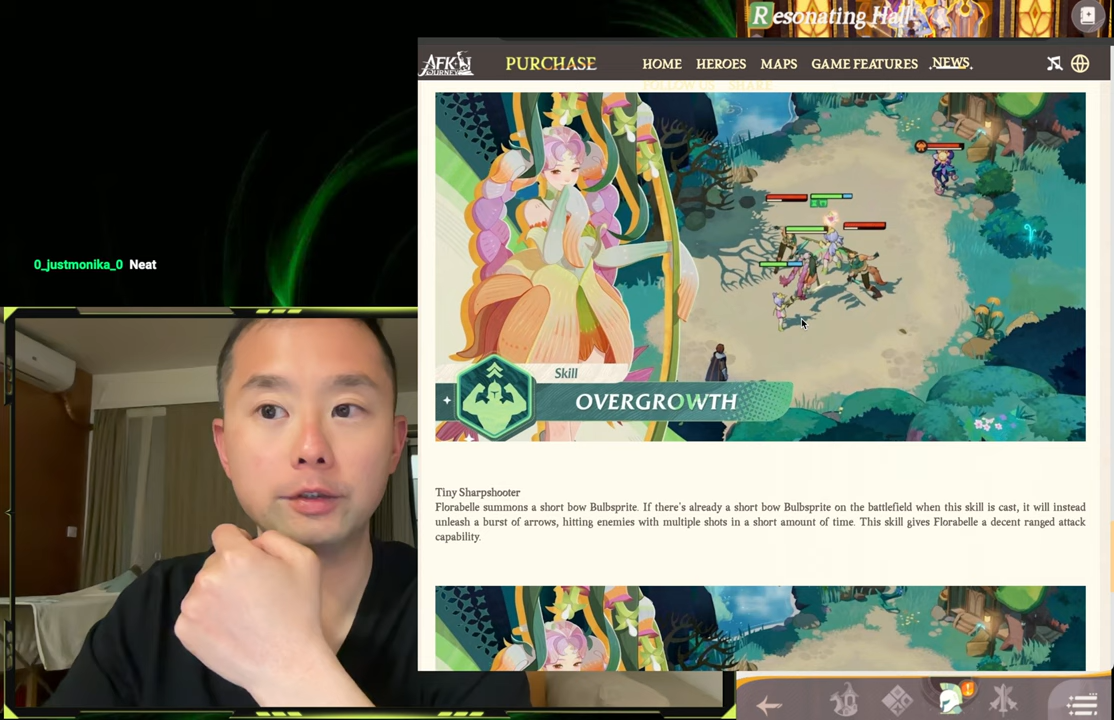 Resonating Hall
AFK JOURNEY
PURCHASE
HOME
HEROES
MAPS
GAME FEATURES
NEWS
FOLLOW US
SHARE
0_justmonika_0 Neat
Skill
OVERGROWTH
Tiny Sharpshooter
Florabelle summons a short bow Bulbsprite. If there's already a short bow Bulbsprite on the battlefield when this skill is cast, it will instead
unleash a burst of arrows, hitting enemies with multiple shots in a short amount of time. This skill gives Florabelle a decent ranged attack
capability.